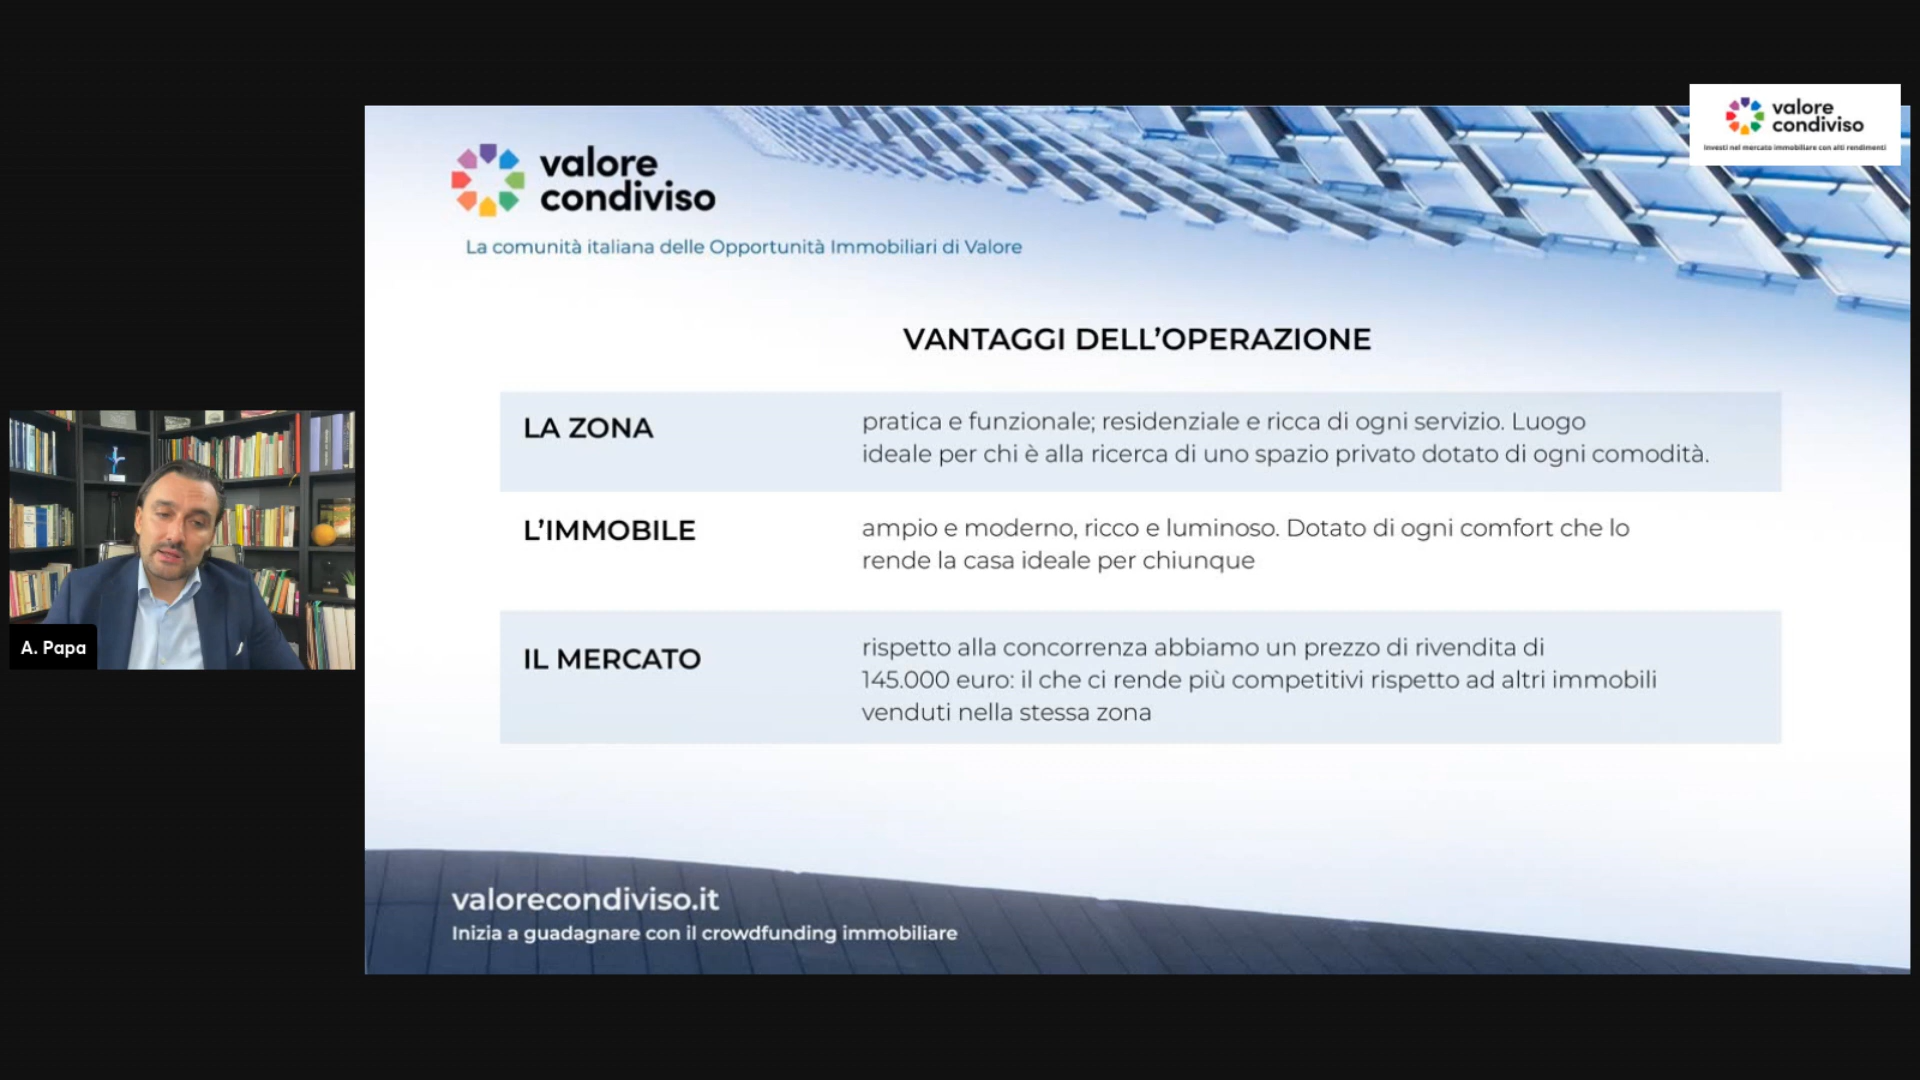 valore
condiviso
Investi nel mercato immobiliare con alti rendimenti
valore
condiviso
La comunità italiana delle Opportunità Immobiliari di Valore
VANTAGGI DELL’OPERAZIONE
LA ZONA
pratica e funzionale; residenziale e ricca di ogni servizio. Luogo
ideale per chi è alla ricerca di uno spazio privato dotato di ogni comodità.
L’IMMOBILE
ampio e moderno, ricco e luminoso. Dotato di ogni comfort che lo
rende la casa ideale per chiunque
IL MERCATO
rispetto alla concorrenza abbiamo un prezzo di rivendita di
145.000 euro: il che ci rende più competitivi rispetto ad altri immobili
venduti nella stessa zona
A. Papa
valorecondiviso.it
Inizia a guadagnare con il crowdfunding immobiliare